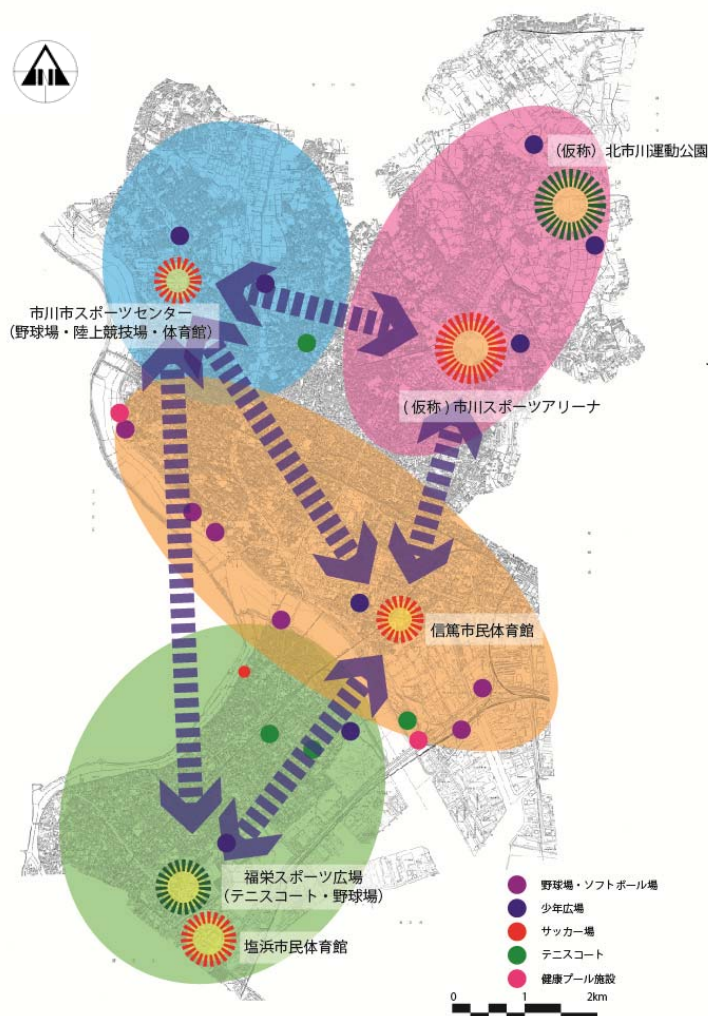 N
(仮称)北市川運動公園
市川市スポーツセンター
(野球場・陸上競技場・体育館)
(仮称)市川スポーツアリーナ
信篤市民体育館
福栄スポーツ広場
(テニスコート・野球場)
塩浜市民体育館
野球場・ソフトボール場
少年広場
サッカー場
テニスコート
健康プール施設
0 1 2km